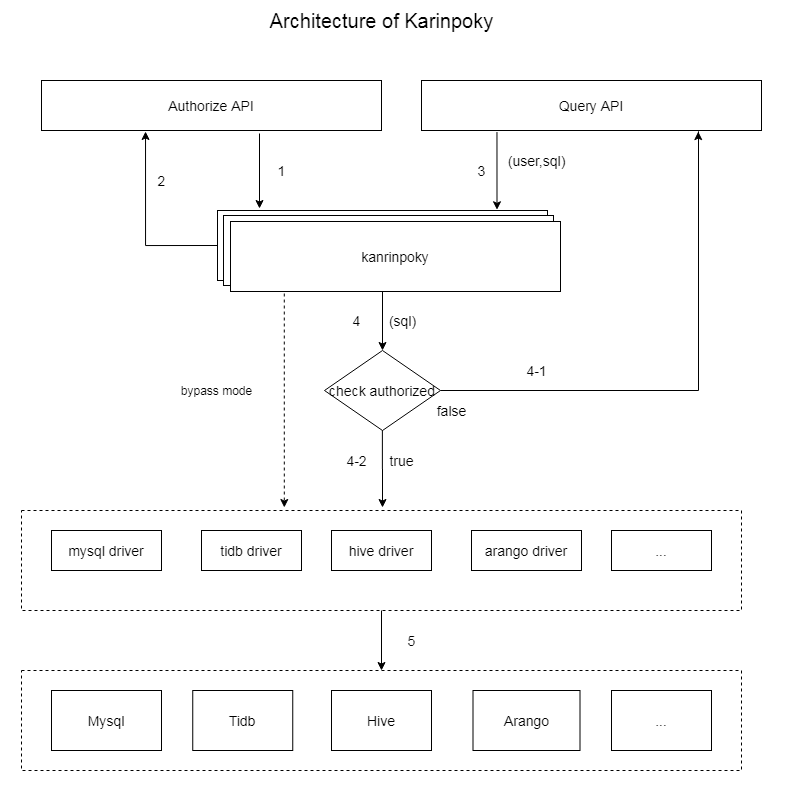 Architecture of Karinpoky
Authorize API
Query API
2
1
3
(user,sql)
kanrinpoky
4
(sql)
bypass mode
check authorized
4-1
false
4-2
true
mysql driver
tidb driver
hive driver
arango driver
...
5
Mysql
Tidb
Hive
Arango
...